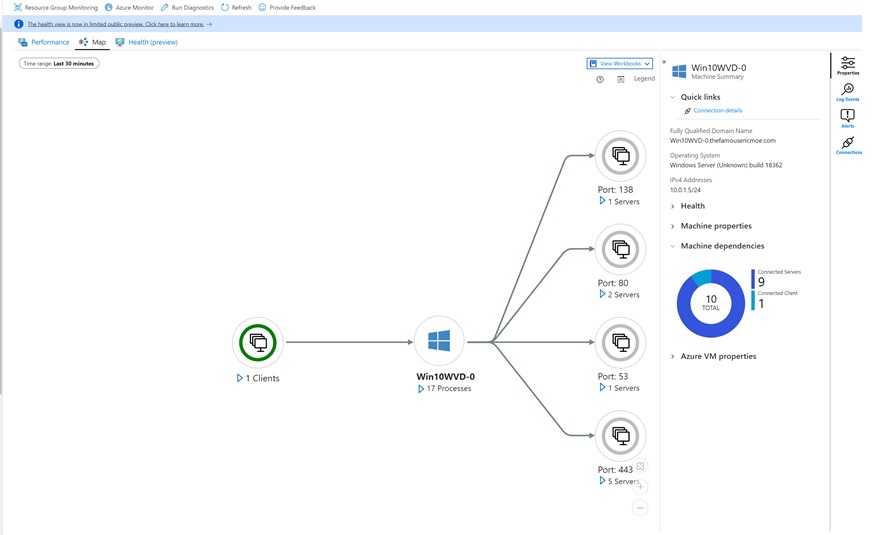 Resource Group Monitoring Azure Monitor Run Diagnostics Refresh Provide Feedback
The health view is now in limited public preview. Click here to learn more. →
Performance Map Health (preview)
Time range: Last 30 minutes
View Workbooks
Legend
Port: 138
1 Servers
Port: 80
2 Servers
1 Clients
Win10WVD-0
17 Processes
Port: 53
1 Servers
Port: 443
5 Servers
Win10WVD-0
Machine Summary
Quick links
Connection details
Fully Qualified Domain Name
Win10WVD-0.thefamousricmoe.com
Operating System
Windows Server (Unknown) build 18362
IPv4 Addresses
10.0.1.5/24
Health
Machine properties
Machine dependencies
10
TOTAL
Connected Servers
9
Connected Client
1
Azure VM properties
Properties
Log Events
Alerts
Connections